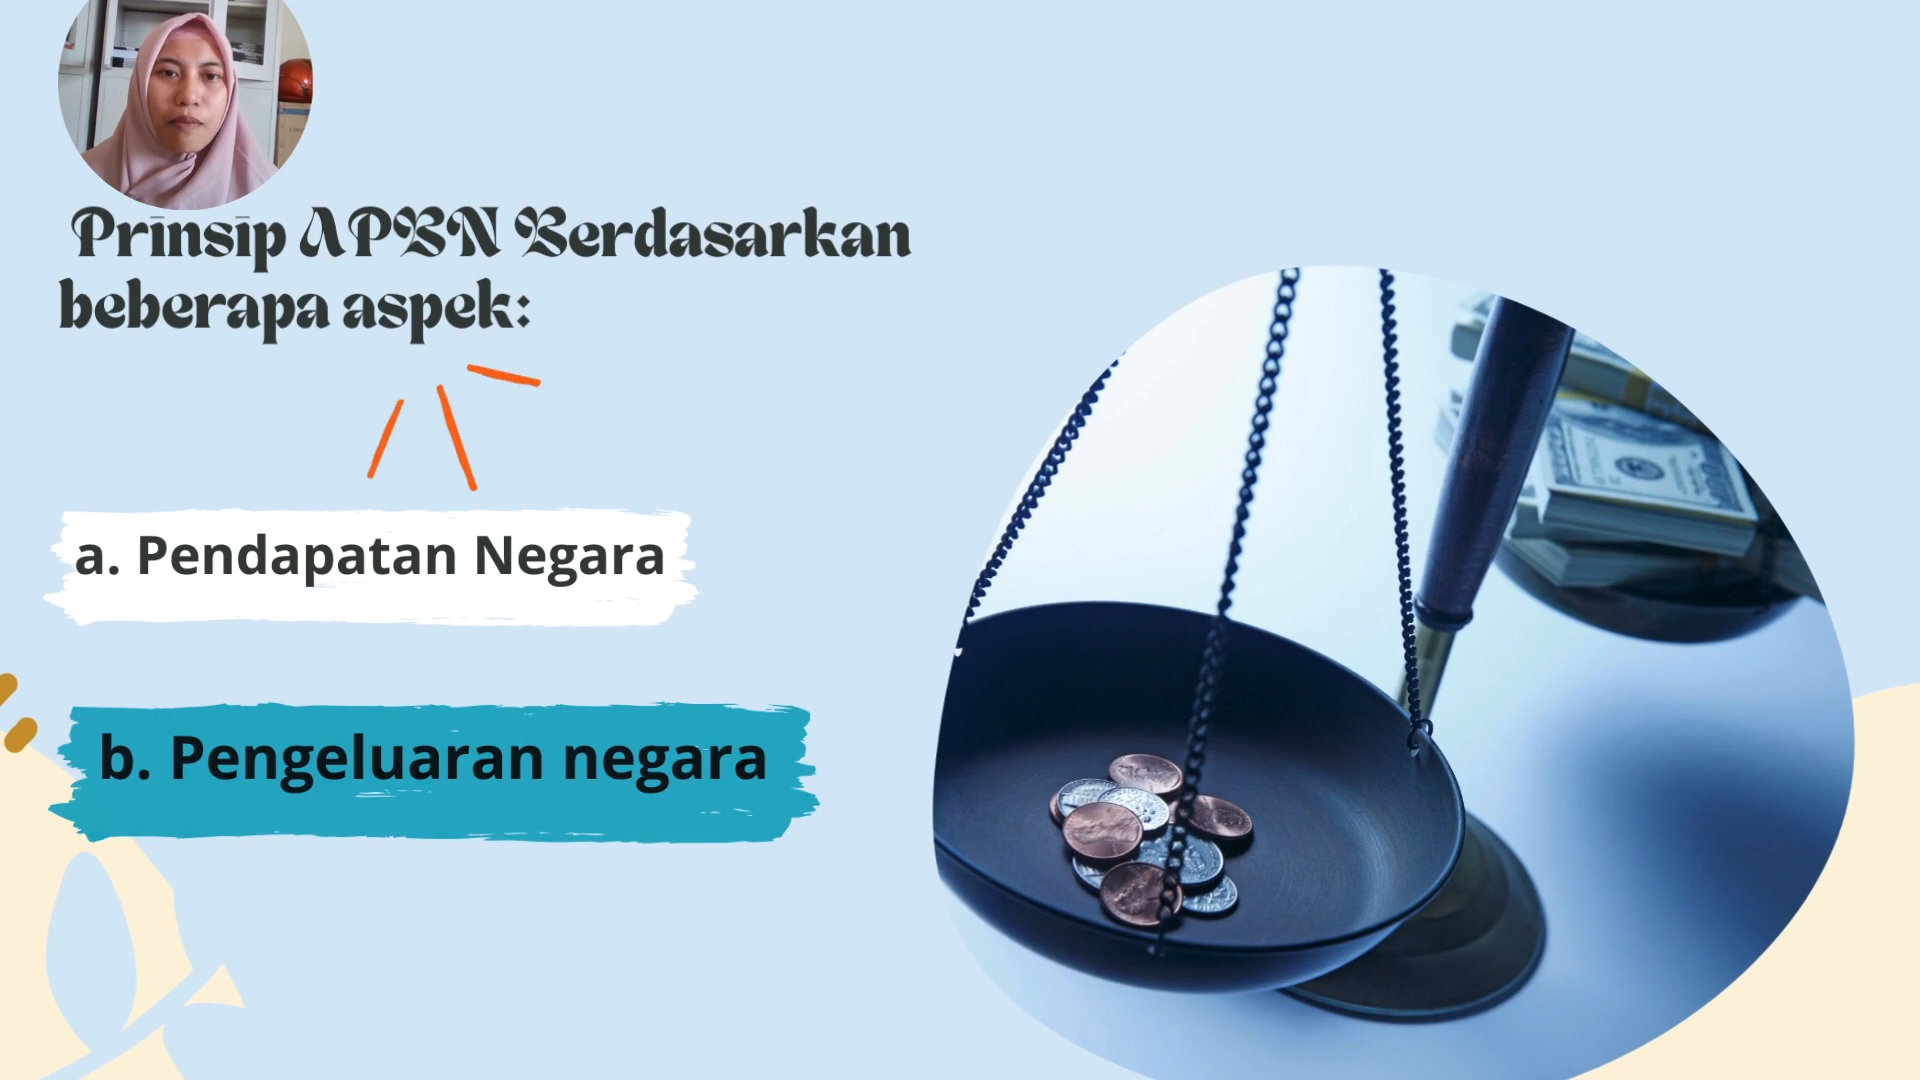 Prinsip APBN Berdasarkan
beberapa aspek:
a. Pendapatan Negara
b. Pengeluaran negara